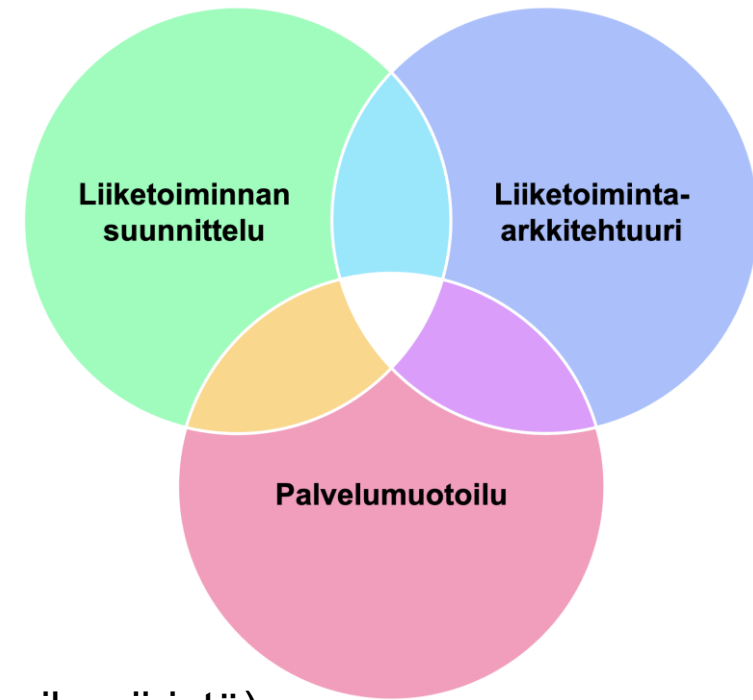 Liiketoiminnan
suunnittelu
Liiketoiminta-
arkkitehtuuri
Palvelumuotoilu